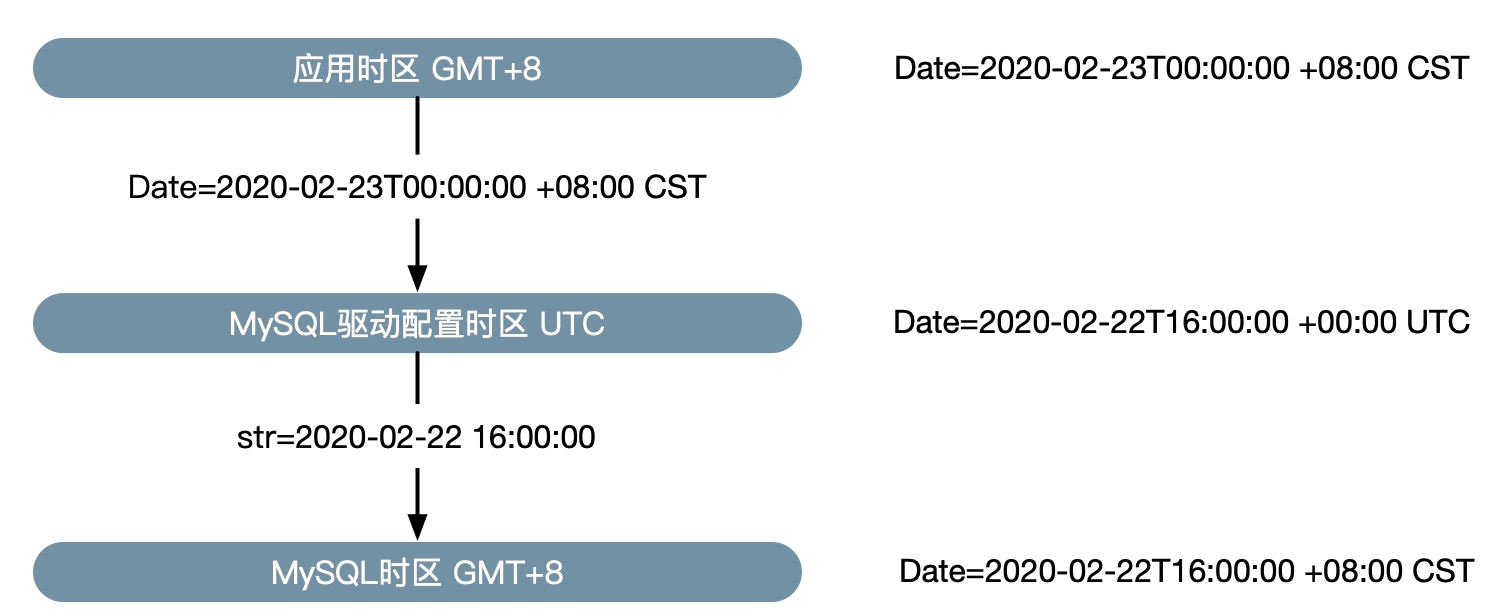 应用时区 GMT+8
Date=2020-02-23T00:00:00 +08:00 CST
Date=2020-02-23T00:00:00 +08:00 CST
MySQL驱动配置时区 UTC
Date=2020-02-22T16:00:00 +00:00 UTC
str=2020-02-22 16:00:00
MySQL时区 GMT+8
Date=2020-02-22T16:00:00 +08:00 CST